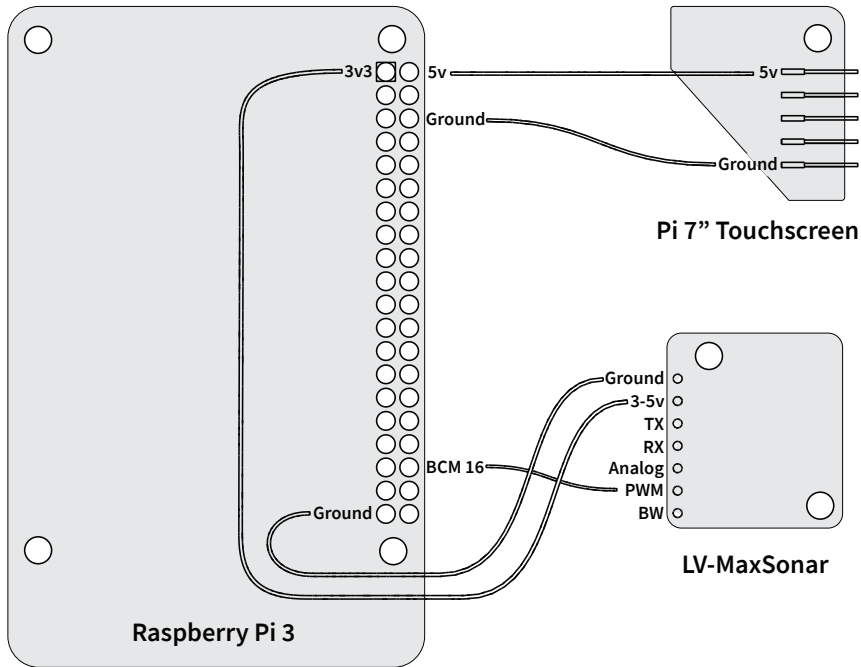 3v3
5v
5v
Ground
Ground
Pi 7” Touchscreen
Ground
3-5v
TX
RX
Analog
BCM 16
PWM
Ground
BW
LV-MaxSonar
Raspberry Pi 3